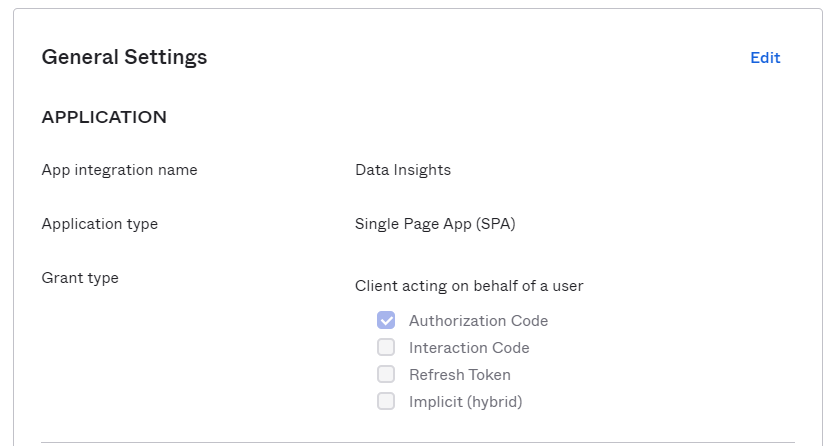 General Settings
Edit
APPLICATION
App integration name
Data Insights
Application type
Single Page App (SPA)
Grant type
Client acting on behalf of a user
Authorization Code
Interaction Code
Refresh Token
Implicit (hybrid)